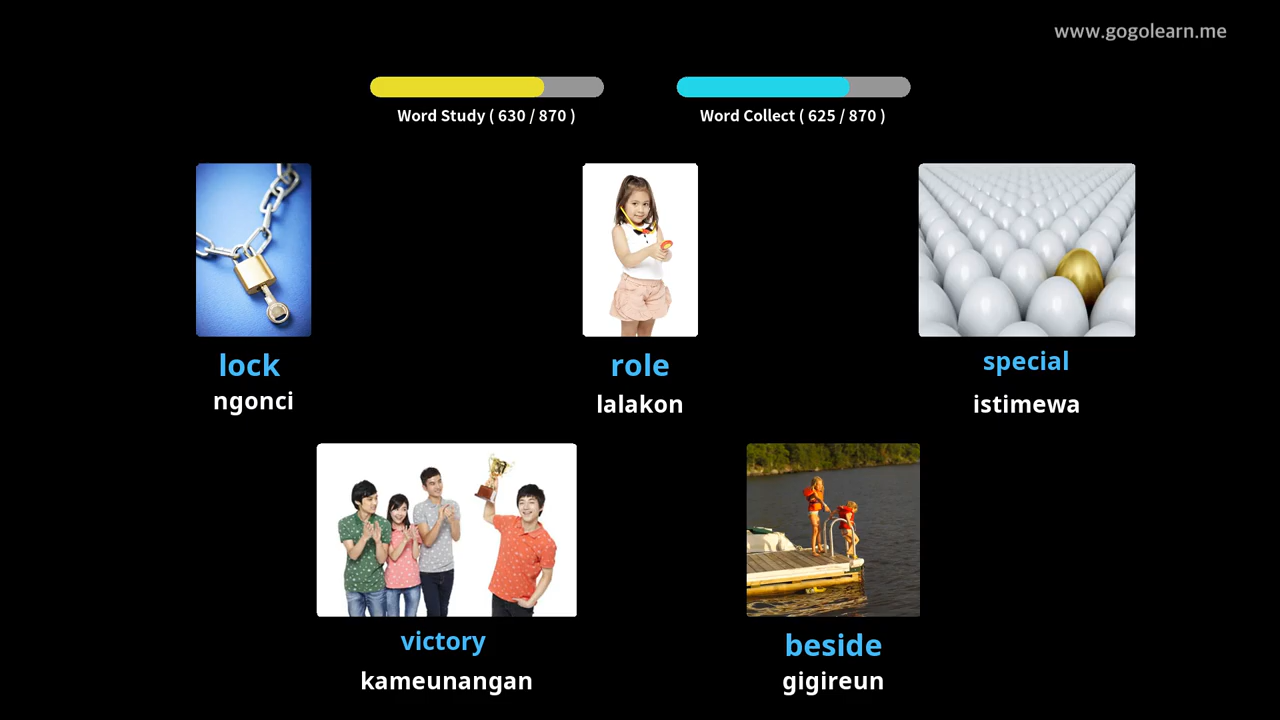 www.gogolearn.me
Word Study ( 630 / 870 )
Word Collect ( 625 / 870 )
lock
ngonci
role
lalakon
special
istimewa
victory
kameunangan
beside
gigireun